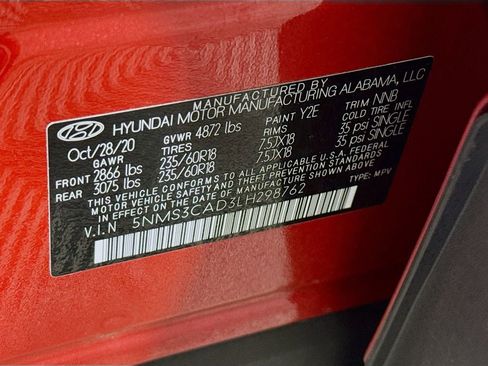 MANUFACTURED BY
HYUNDAI MOTOR MANUFACTURING ALABAMA, LLC
Oct/28/20 GVWR 4872 lbs PAINT Y2E TRIM NNB
GAWR TIRES RIMS COLD TIRE INFL
FRONT 2866 lbs 235/60R18 7.5JX18 35 psi SINGLE
REAR 3075 lbs 235/60R18 7.5JX18 35 psi SINGLE
THIS VEHICLE CONFORMS TO ALL APPLICABLE U.S.A. FEDERAL
MOTOR VEHICLE SAFETY, BUMPER, AND THEFT PREVENTION STANDARDS
IN EFFECT ON THE DATE OF MANUFACTURE SHOWN ABOVE.
V.I.N 5NMS3CAD3LH298762 TYPE: MPV